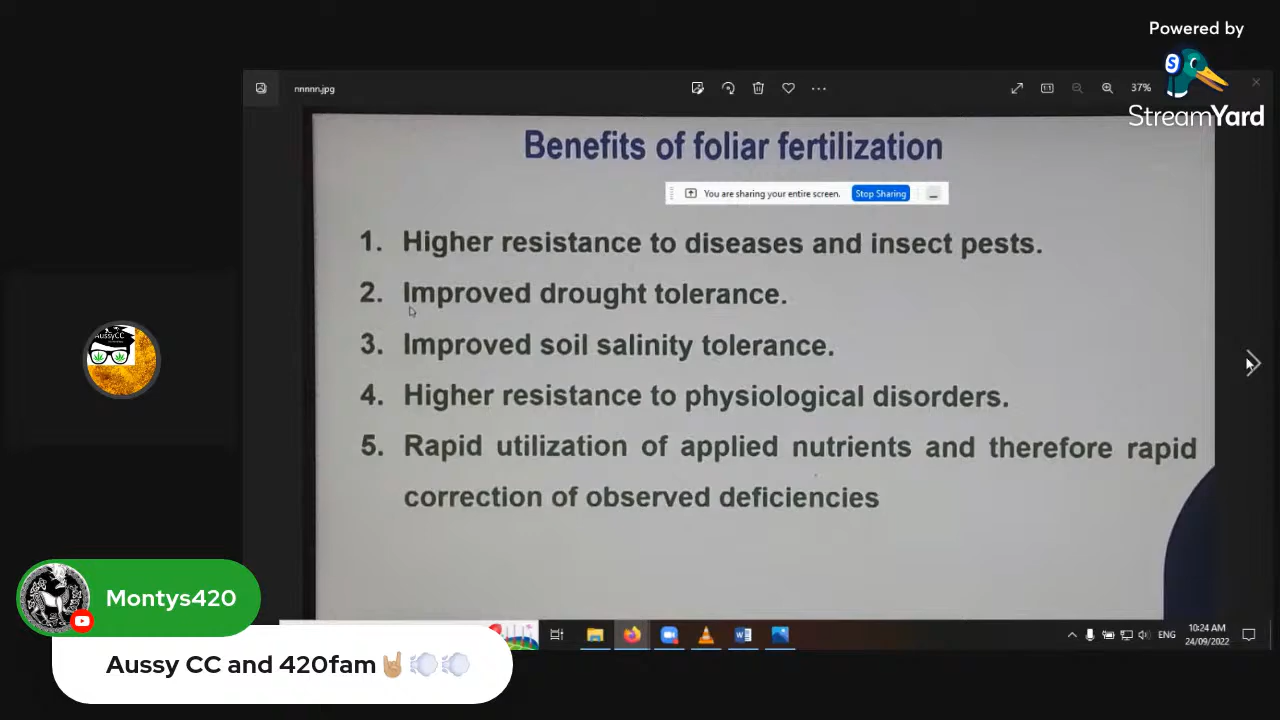 Powered by
StreamYard
nnnnn.jpg
37%
Benefits of foliar fertilization
You are sharing your entire screen. Stop Sharing
1. Higher resistance to diseases and insect pests.
2. Improved drought tolerance.
3. Improved soil salinity tolerance.
4. Higher resistance to physiological disorders.
5. Rapid utilization of applied nutrients and therefore rapid
correction of observed deficiencies
AussyCC
Montys420
Aussy CC and 420fam🤘🏼💨💨
ENG
10:24 AM
24/09/2022